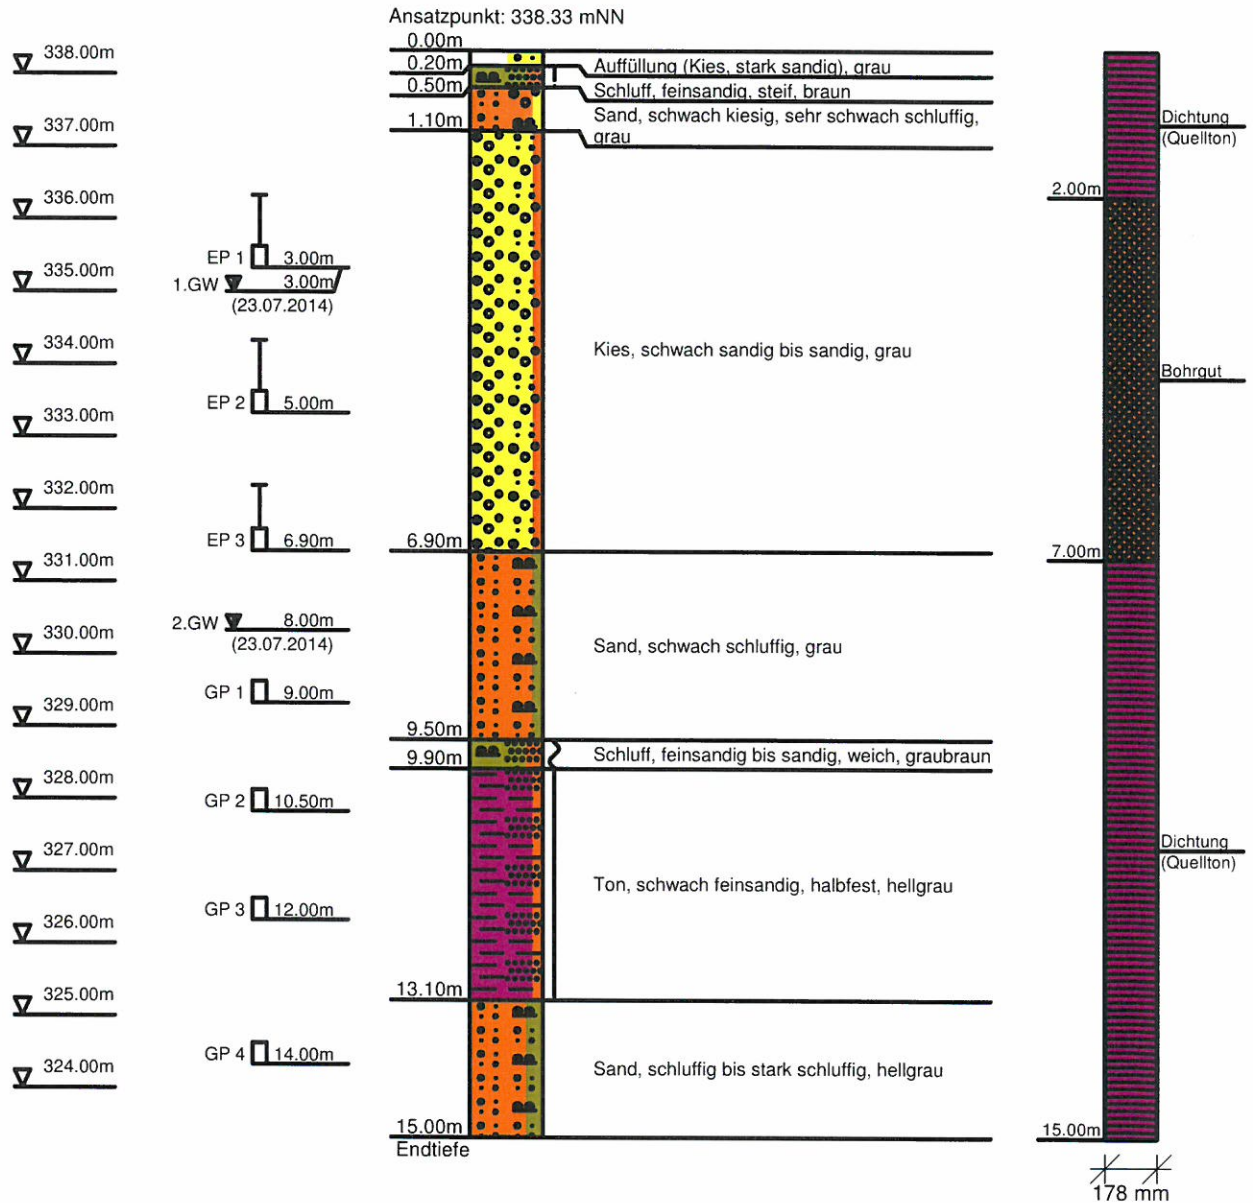 Ansatzpunkt: 338.33 mNN
338.00m
337.00m
336.00m
335.00m
334.00m
333.00m
332.00m
331.00m
330.00m
329.00m
328.00m
327.00m
326.00m
325.00m
324.00m
EP 1 3.00m
1.GW 3.00m
(23.07.2014)
EP 2 5.00m
EP 3 6.90m
2.GW 8.00m
(23.07.2014)
GP 1 9.00m
GP 2 10.50m
GP 3 12.00m
GP 4 14.00m
0.00m
0.20m
0.50m
1.10m
6.90m
9.50m
9.90m
13.10m
15.00m
Endtiefe
Auffüllung (Kies, stark sandig), grau
Schluff, feinsandig, steif, braun
Sand, schwach kiesig, sehr schwach schluffig,
grau
Kies, schwach sandig bis sandig, grau
Sand, schwach schluffig, grau
Schluff, feinsandig bis sandig, weich, graubraun
Ton, schwach feinsandig, halbfest, hellgrau
Sand, schluffig bis stark schluffig, hellgrau
2.00m
7.00m
15.00m
Dichtung
(Quellton)
Bohrgut
Dichtung
(Quellton)
178 mm